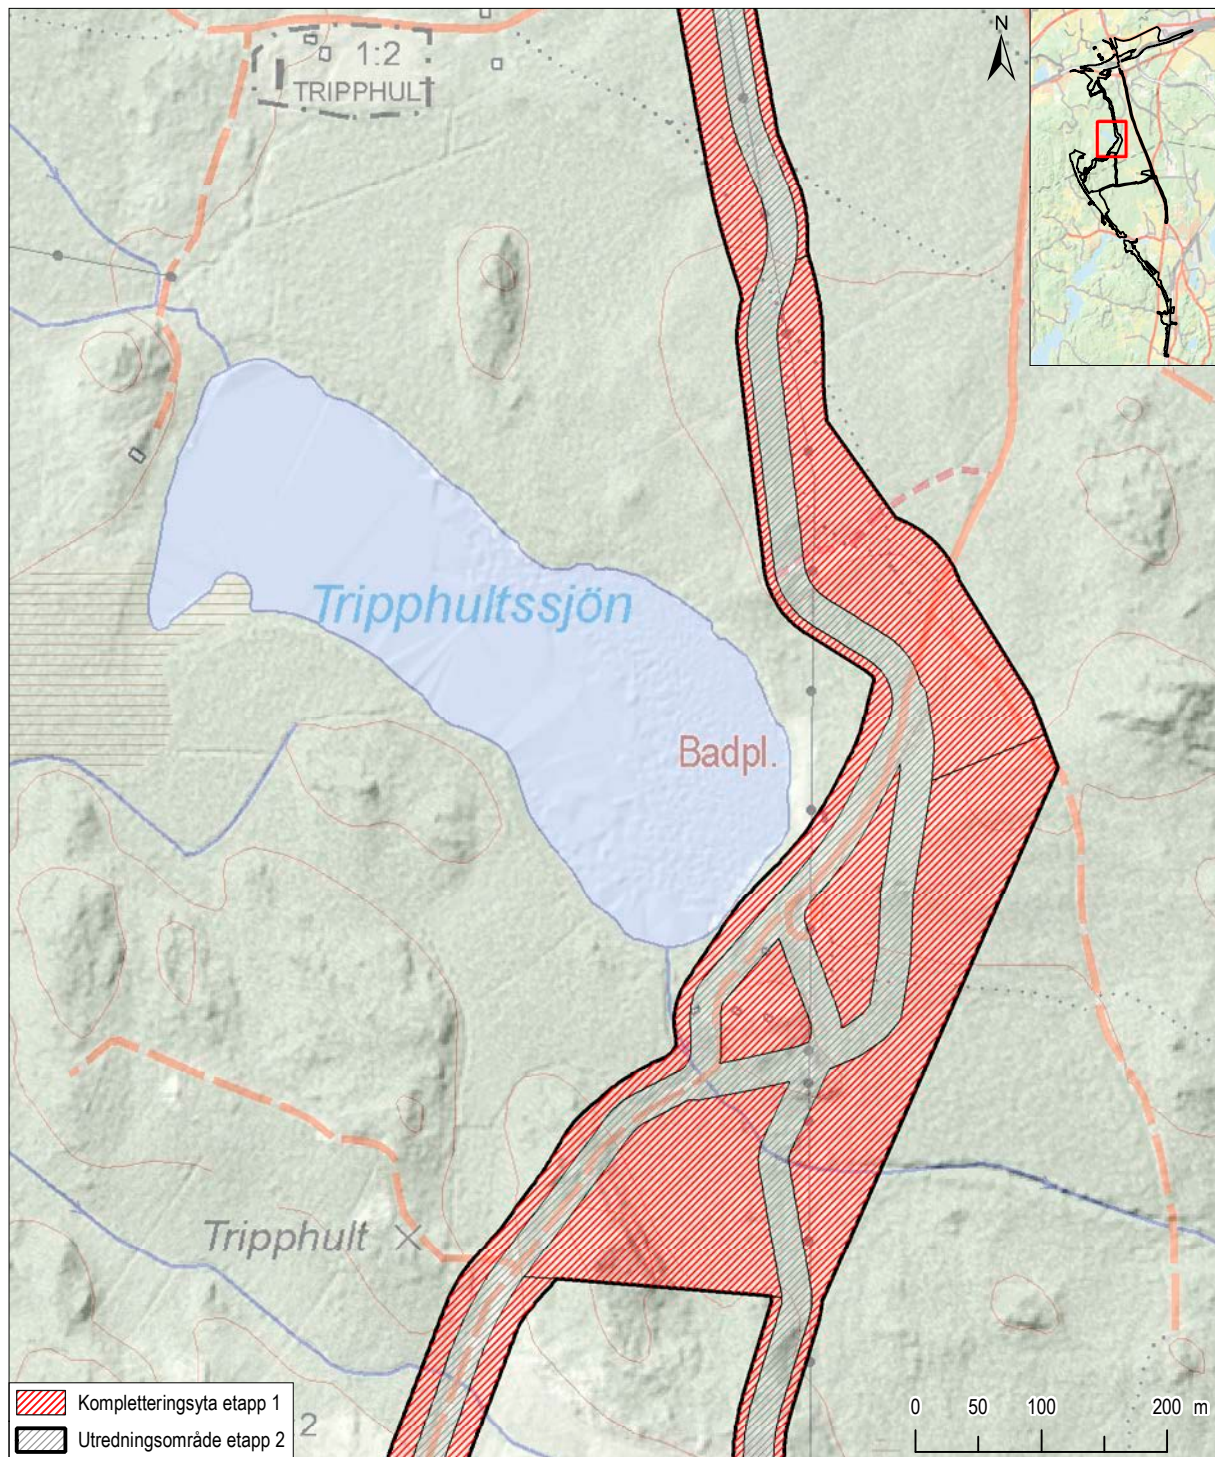 N
1:2
TRIPPHULT
Tripphultssjön
Badpl.
Tripphult
2
Kompletteringsyta etapp 1
Utredningsområde etapp 2
0 50 100 200 m